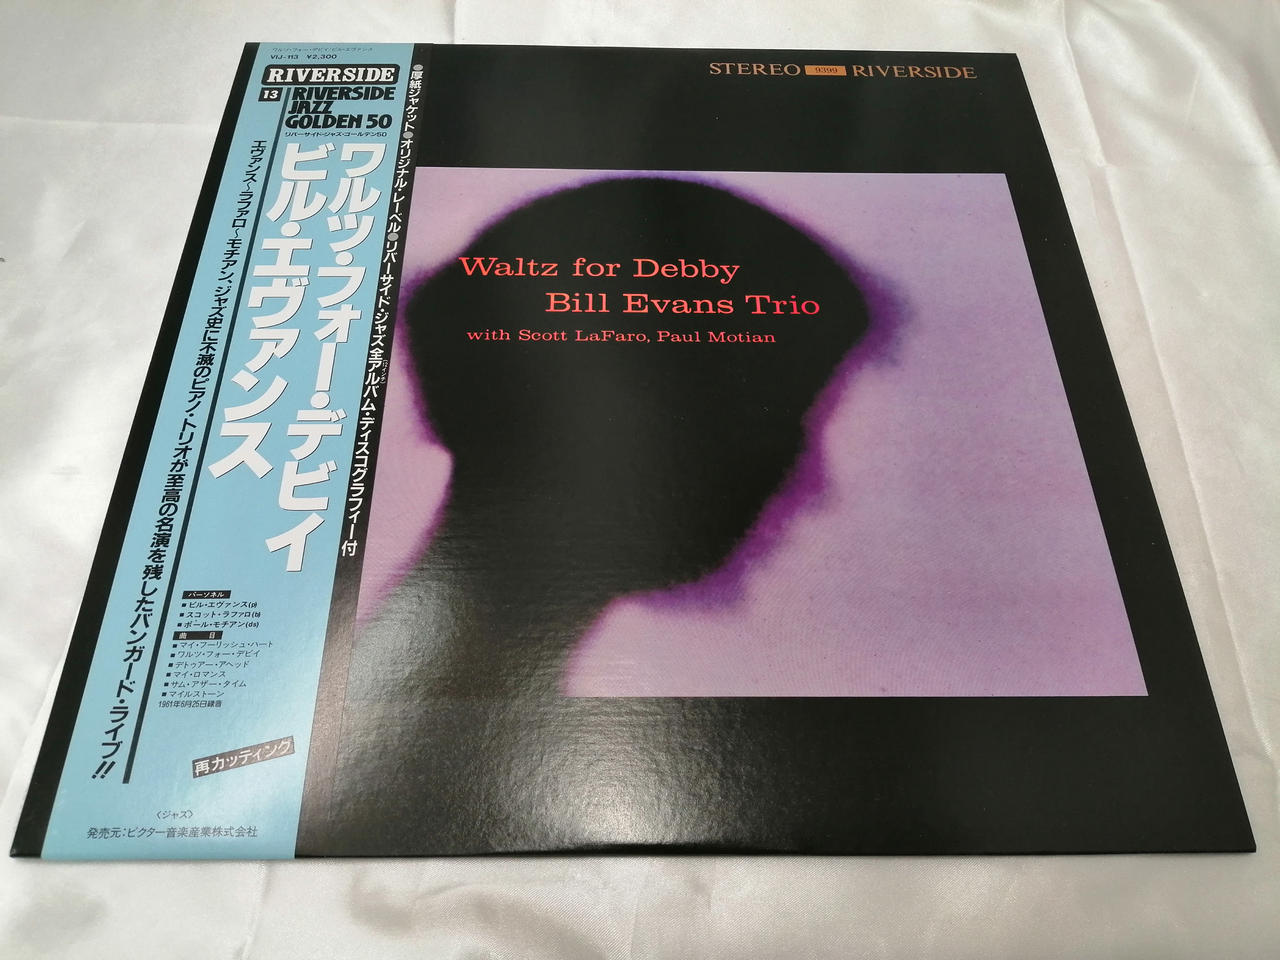 ワルツ・フォー・デビイ/ビル・エヴァンス
VIJ-113 ¥2,300
RIVERSIDE
13
RIVERSIDE
JAZZ
GOLDEN 50
リバーサイド・ジャズ・ゴールデン50
ワルツ・フォー・デビイ
ビル・エヴァンス
エヴァンス〜ラファロ〜モチアン、ジャズ史に不滅のピアノ・トリオが至高の名演を残したバンガード・ライブ!!
●厚紙ジャケット●オリジナル・レーベル●リバーサイド・ジャズ全(12インチ)アルバム・ディスコグラフィー付
パーソネル
■ビル・エヴァンス(p)
■スコット・ラファロ(b)
■ポール・モチアン(ds)
曲目
■マイ・フーリッシュ・ハート
■ワルツ・フォー・デビイ
■デトゥアー・アヘッド
■マイ・ロマンス
■サム・アザー・タイム
■マイルストーン
1961年6月25日録音
再カッティング
〈ジャズ〉
発売元:ビクター音楽産業株式会社
STEREO 9399 RIVERSIDE
Waltz for Debby
Bill Evans Trio
with Scott LaFaro, Paul Motian